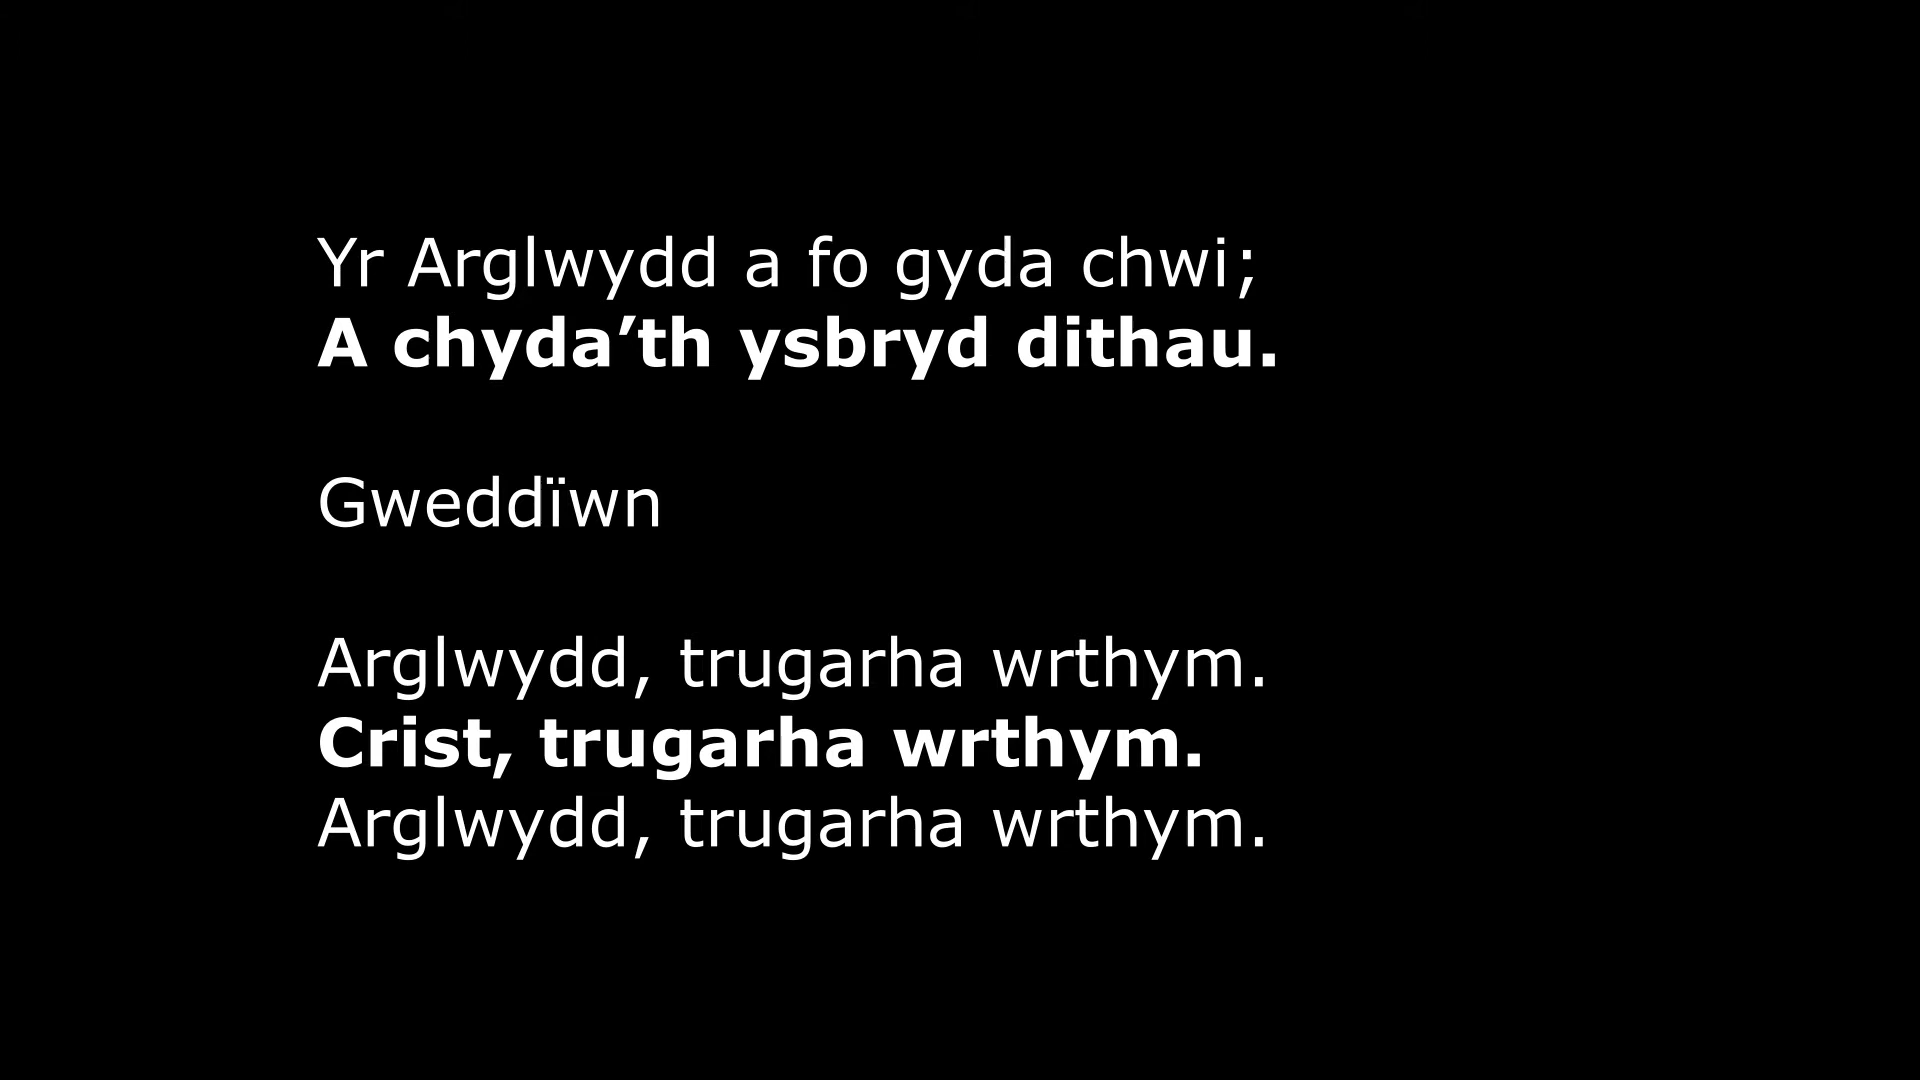 Yr Arglwydd a fo gyda chwi;
A chyda’th ysbryd dithau.
Gweddïwn
Arglwydd, trugarha wrthym.
Crist, trugarha wrthym.
Arglwydd, trugarha wrthym.